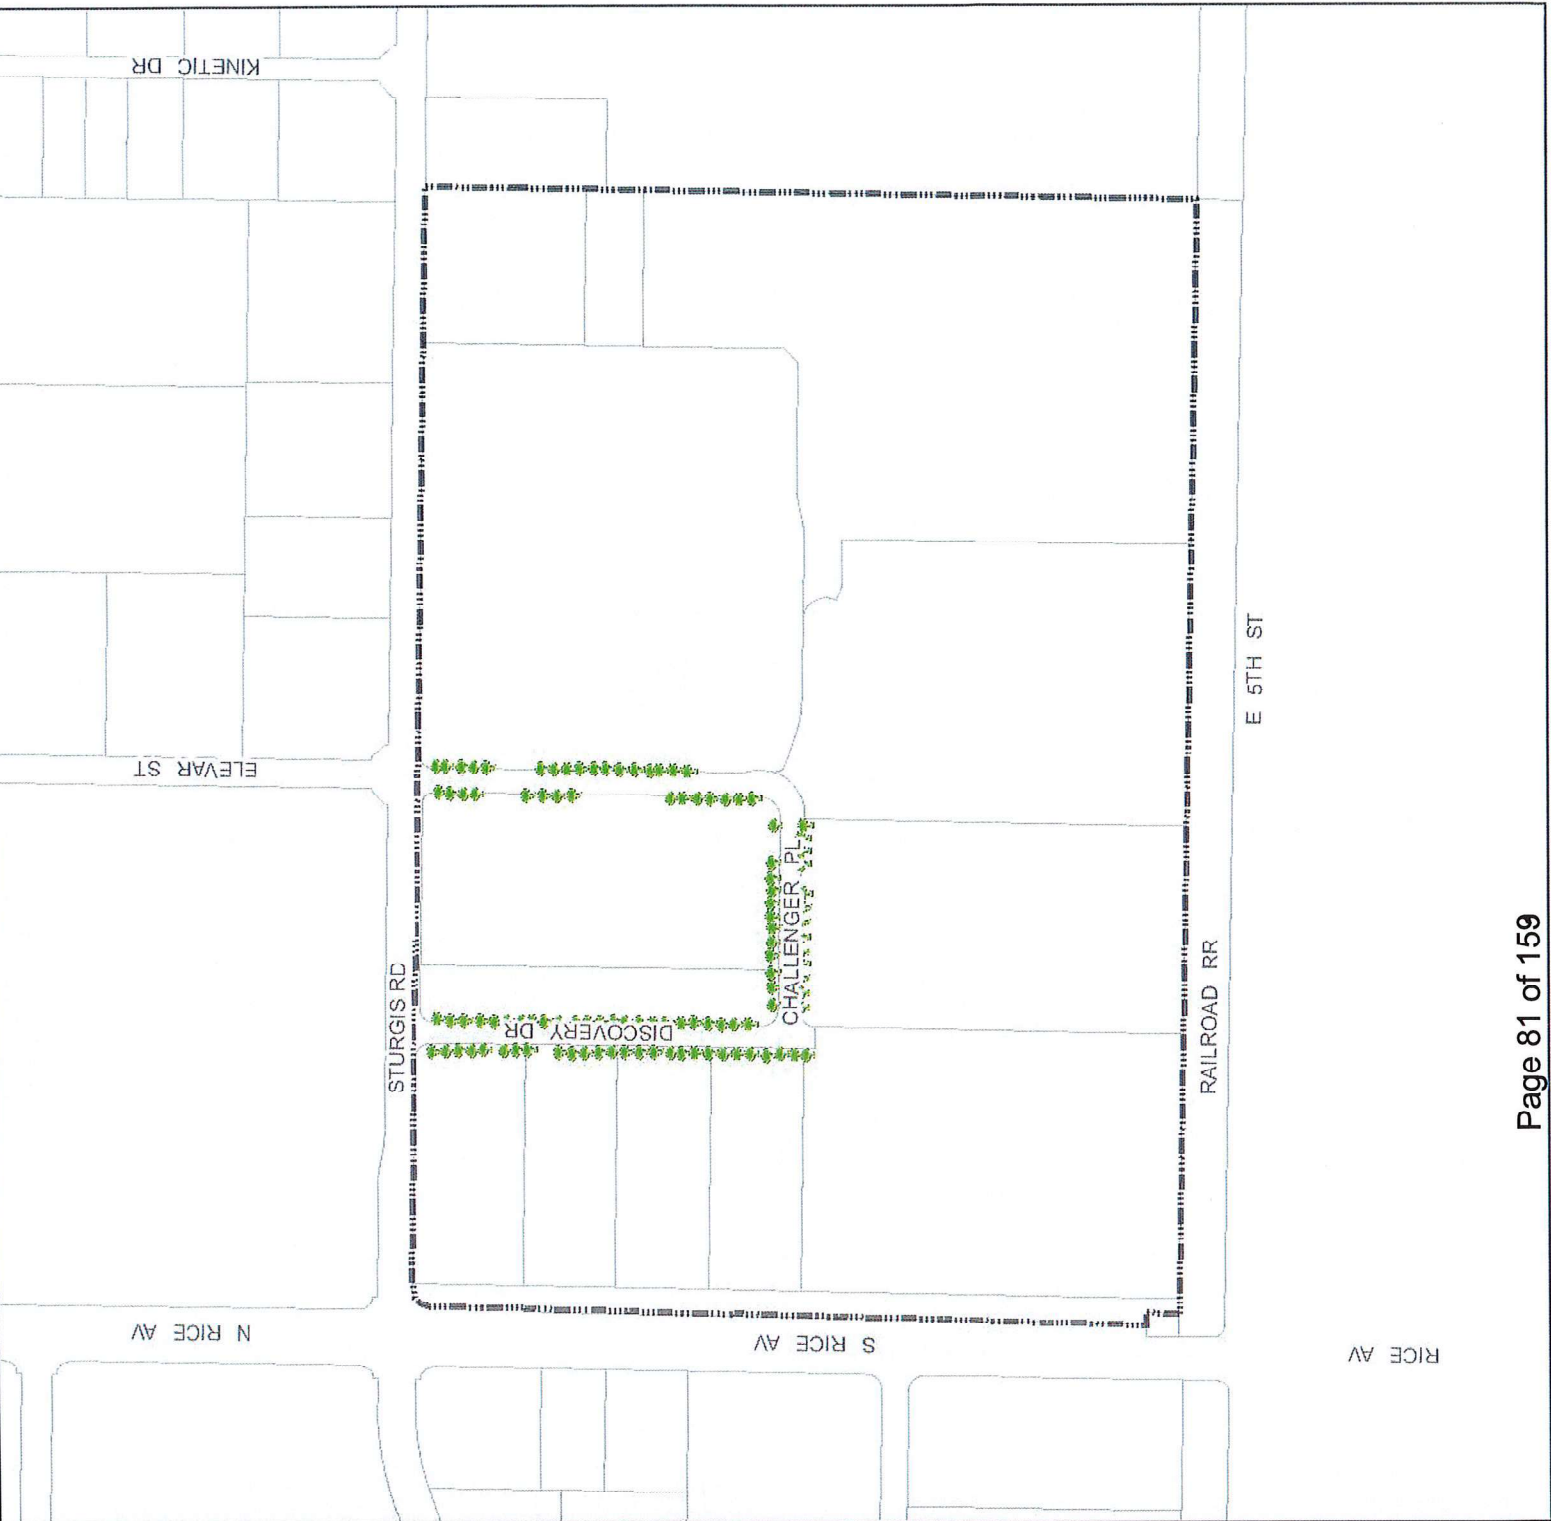 KINETIC DR
ELEVAR ST
STURGIS RD
DISCOVERY DR
CHALLENGER PL
E 5TH ST
RAILROAD RR
N RICE AV
S RICE AV
RICE AV
Page 81 of 159